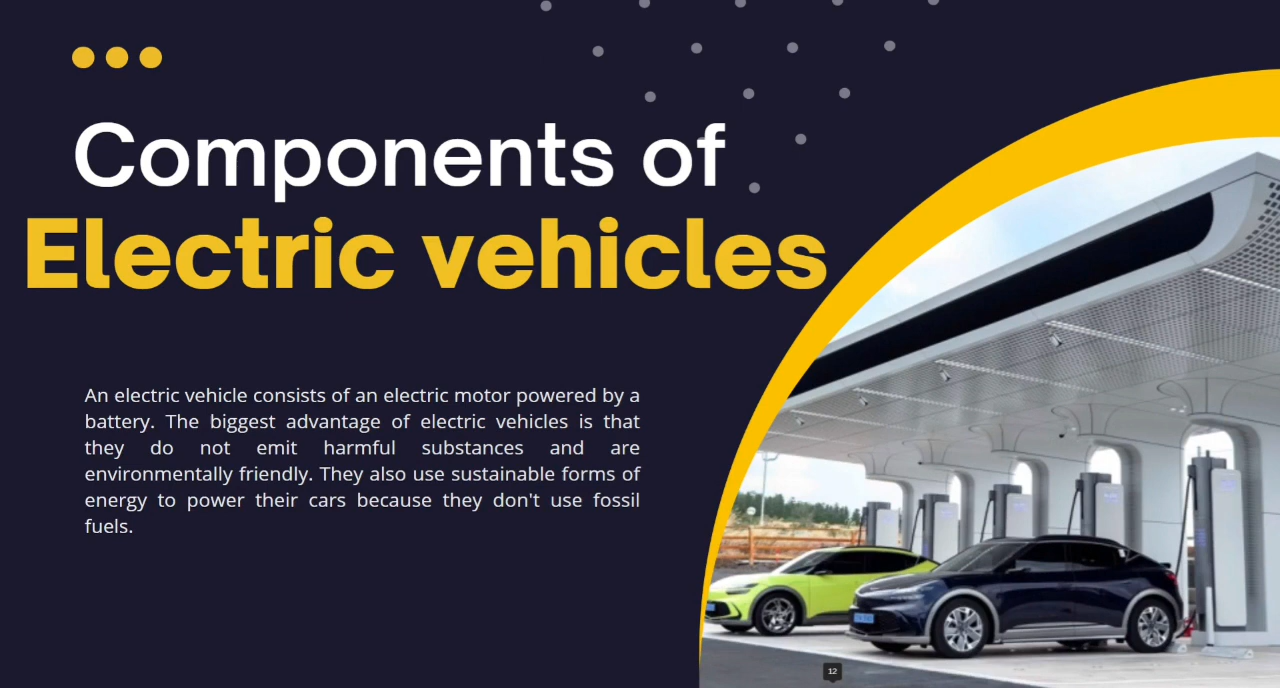 Components of
Electric vehicles
An electric vehicle consists of an electric motor powered by a
battery. The biggest advantage of electric vehicles is that
they do not emit harmful substances and are
environmentally friendly. They also use sustainable forms of
energy to power their cars because they don't use fossil
fuels.
12